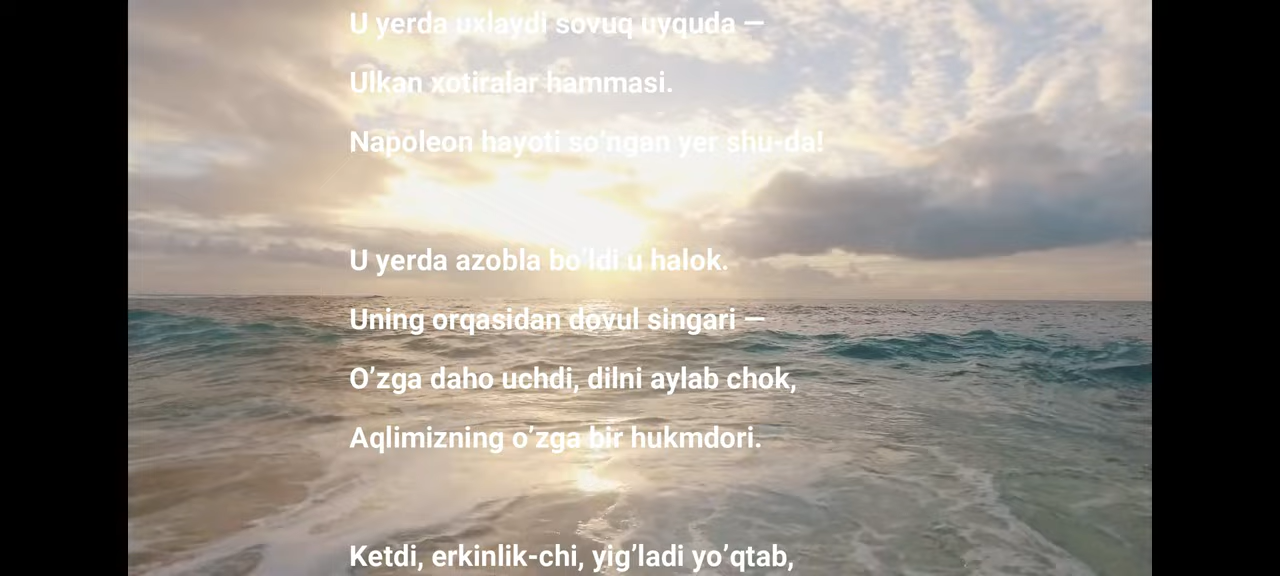 U yerda uxlaydi sovuq uyquda —
Ulkan xotiralar hammasi.
Napoleon hayoti so’ngan yer shu-da!
U yerda azobla bo’ldi u halok.
Uning orqasidan dovul singari —
O’zga daho uchdi, dilni aylab chok,
Aqlimizning o’zga bir hukmdori.
Ketdi, erkinlik-chi, yig’ladi yo’qtab,